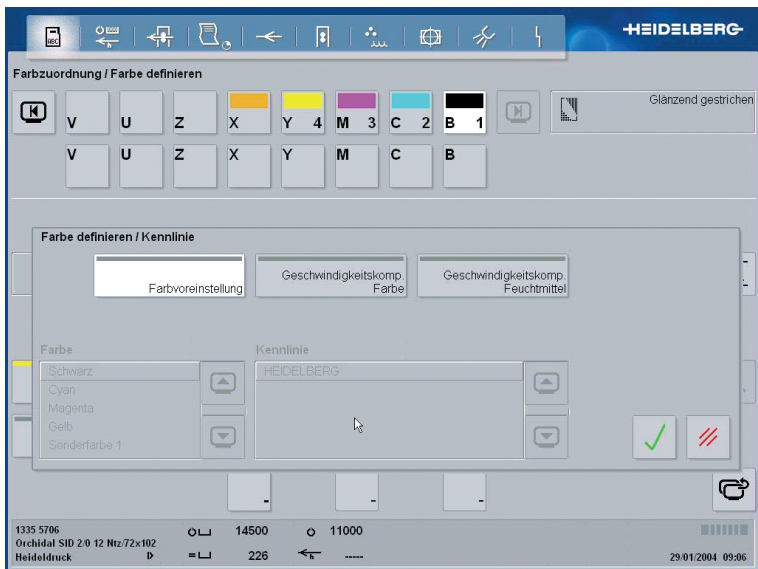 ABC
HEIDELBERG
Farbzuordnung / Farbe definieren
V U Z X Y 4 M 3 C 2 B 1
Glänzend gestrichen
V U Z X Y M C B
Farbe definieren / Kennlinie
Farbvoreinstellung
Geschwindigkeitskomp.
Farbe
Geschwindigkeitskomp.
Feuchtmittel
Farbe
Kennlinie
Schwarz
HEIDELBERG
Cyan
Magenta
Gelb
Sonderfarbe 1
- - -
1335 5706
14500 11000
Orchidal SID 2/0 12 Ntz/72x102
Heideldruck
= 226 -----
29/01/2004 09:06